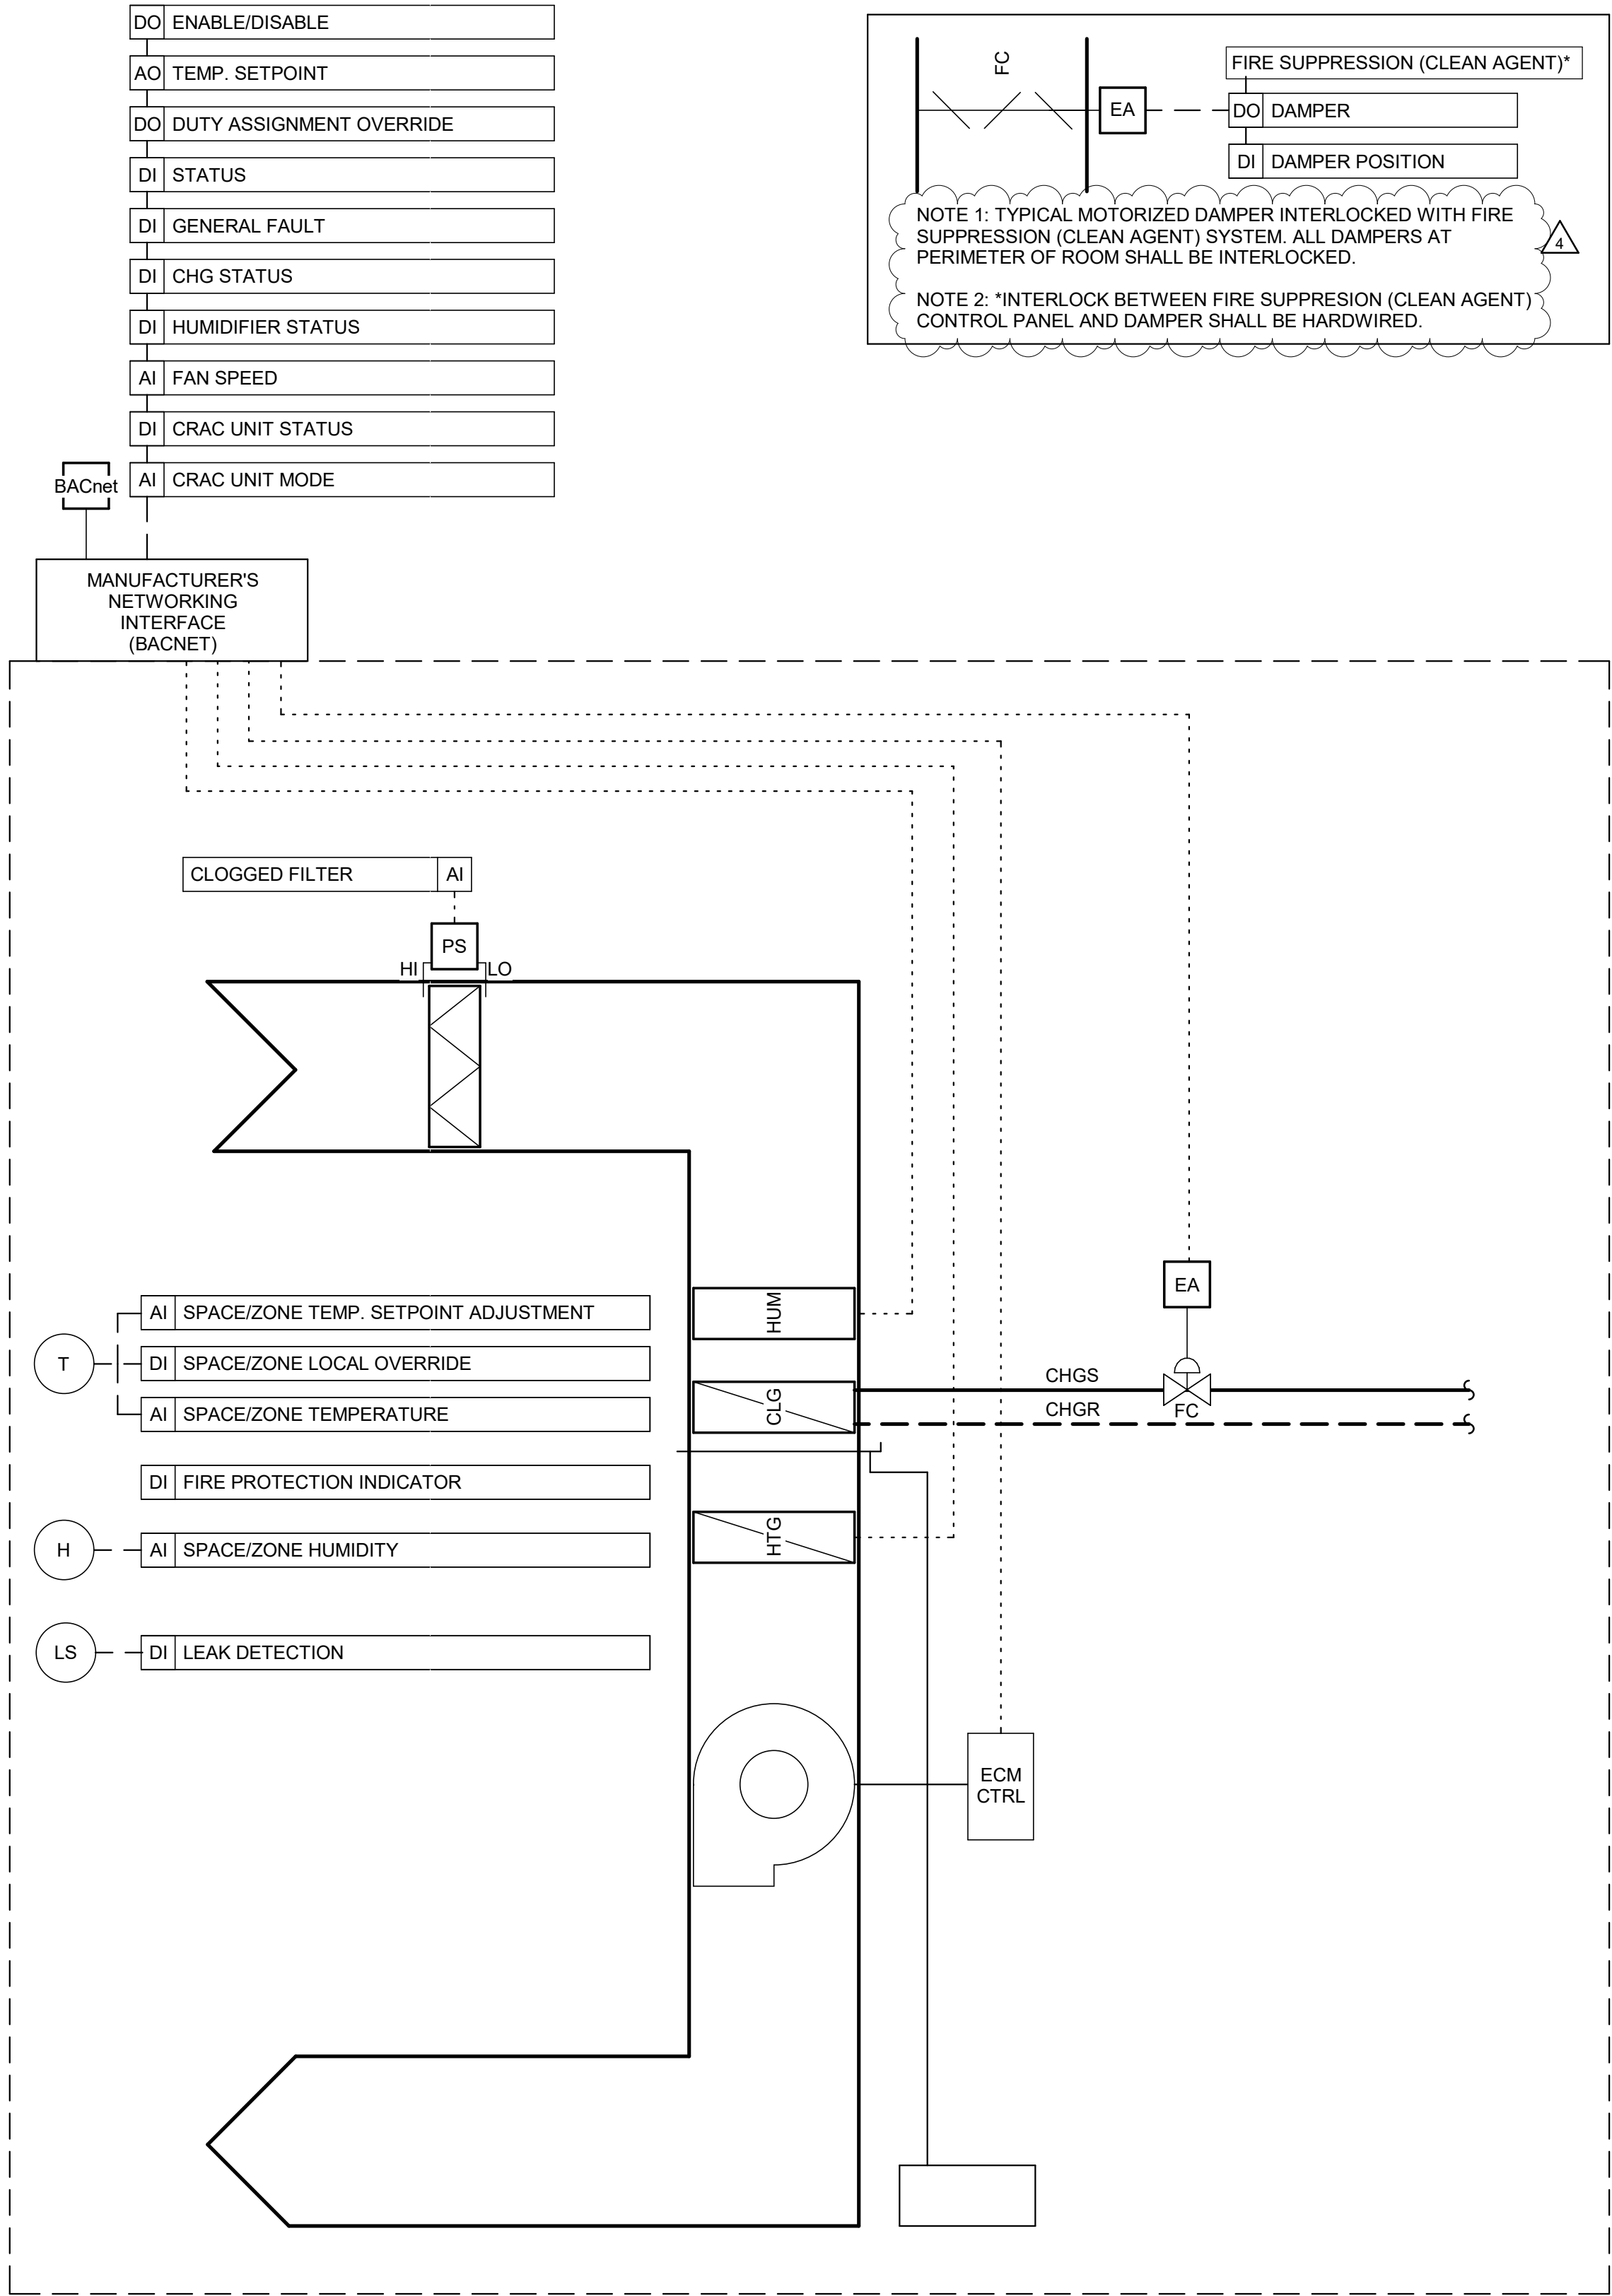 DO ENABLE/DISABLE
AO TEMP. SETPOINT
DO DUTY ASSIGNMENT OVERRIDE
DI STATUS
DI GENERAL FAULT
DI CHG STATUS
DI HUMIDIFIER STATUS
AI FAN SPEED
DI CRAC UNIT STATUS
AI CRAC UNIT MODE
BACnet
MANUFACTURER'S
NETWORKING
INTERFACE
(BACNET)
FC
EA
FIRE SUPPRESSION (CLEAN AGENT)*
DO DAMPER
DI DAMPER POSITION
NOTE 1: TYPICAL MOTORIZED DAMPER INTERLOCKED WITH FIRE
SUPPRESSION (CLEAN AGENT) SYSTEM. ALL DAMPERS AT
PERIMETER OF ROOM SHALL BE INTERLOCKED.
4
NOTE 2: *INTERLOCK BETWEEN FIRE SUPPRESION (CLEAN AGENT)
CONTROL PANEL AND DAMPER SHALL BE HARDWIRED.
CLOGGED FILTER AI
PS
HI LO
T
AI SPACE/ZONE TEMP. SETPOINT ADJUSTMENT
DI SPACE/ZONE LOCAL OVERRIDE
AI SPACE/ZONE TEMPERATURE
DI FIRE PROTECTION INDICATOR
H
AI SPACE/ZONE HUMIDITY
LS
DI LEAK DETECTION
HUM
CLG
HTG
EA
CHGS
CHGR
FC
ECM
CTRL